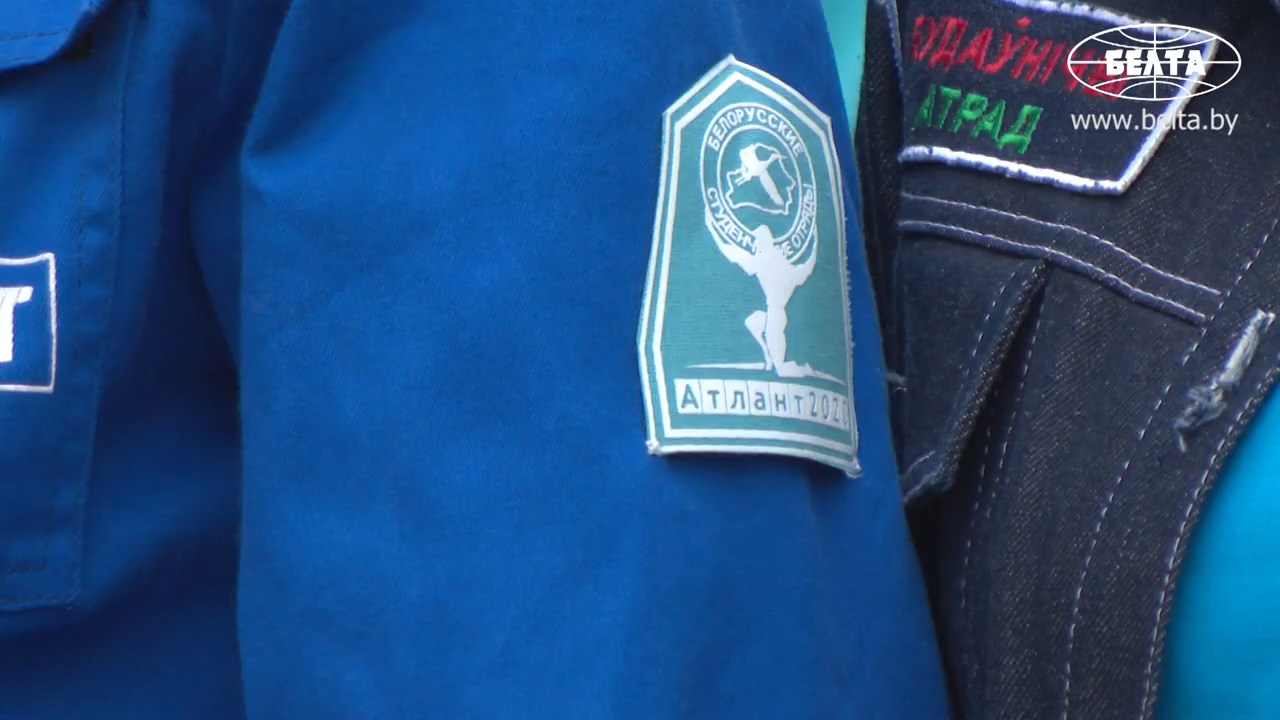 БЕЛОРУССКИЕ
СТУДЕНЧЕСКИЕ ОТРЯДЫ
Атлант2020
АТРАД
БЕЛТА
www.belta.by